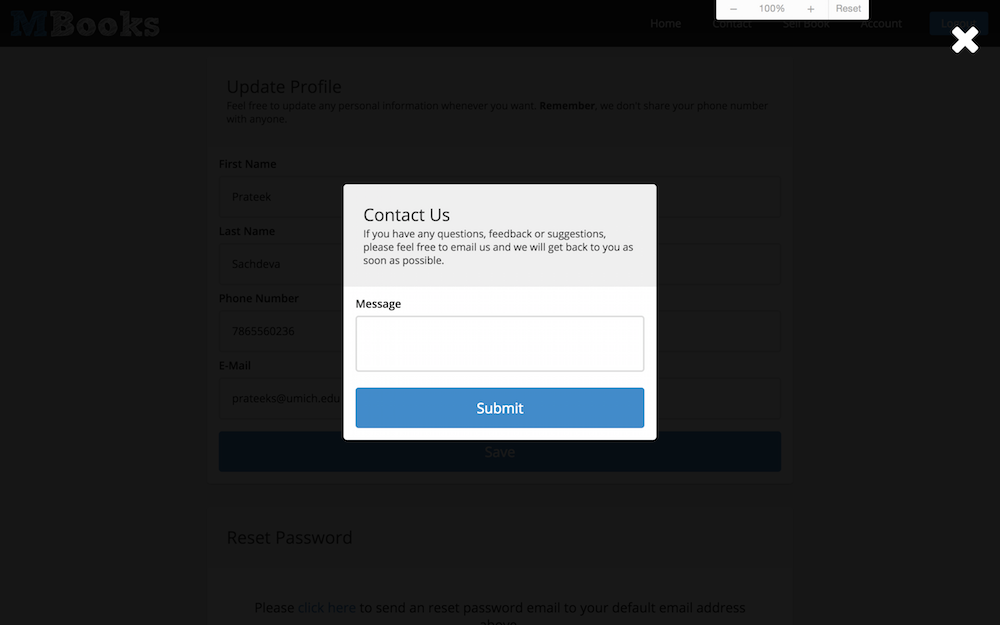 MBooks
Home Contact Sell Book Account Logout
− 100% + Reset
Update Profile
Feel free to update any personal information whenever you want. Remember, we don't share your phone number
with anyone.
First Name
Prateek
Last Name
Sachdeva
Phone Number
7865560236
E-Mail
prateeks@umich.edu
Save
Contact Us
If you have any questions, feedback or suggestions,
please feel free to email us and we will get back to you as
soon as possible.
Message
Submit
Reset Password
Please click here to send an reset password email to your default email address
above.